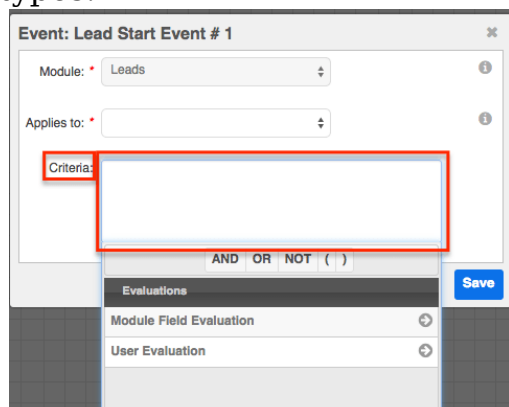 types.
Event: Lead Start Event # 1
Module: * Leads
Applies to: *
Criteria:
AND OR NOT ( )
Evaluations
Save
Module Field Evaluation
User Evaluation